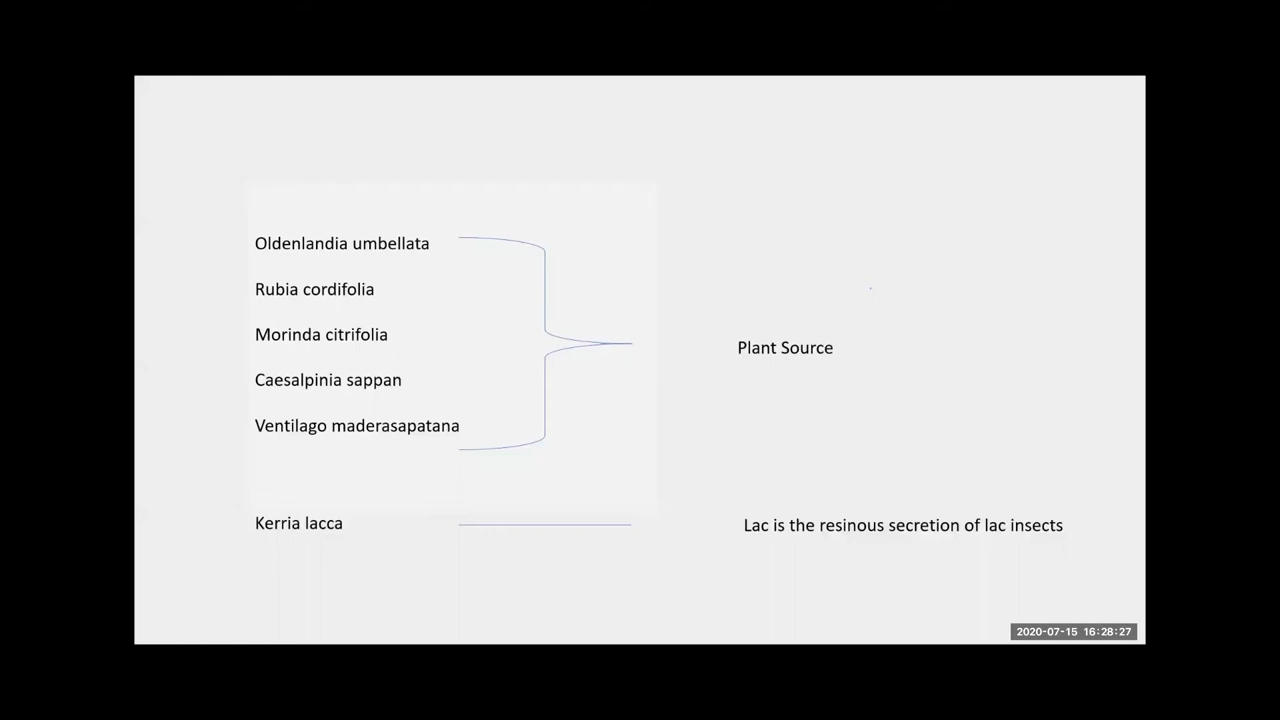 Oldenlandia umbellata
Rubia cordifolia
Morinda citrifolia
Caesalpinia sappan
Ventilago maderasapatana
Plant Source
Kerria lacca
Lac is the resinous secretion of lac insects
2020-07-15 16:28:27